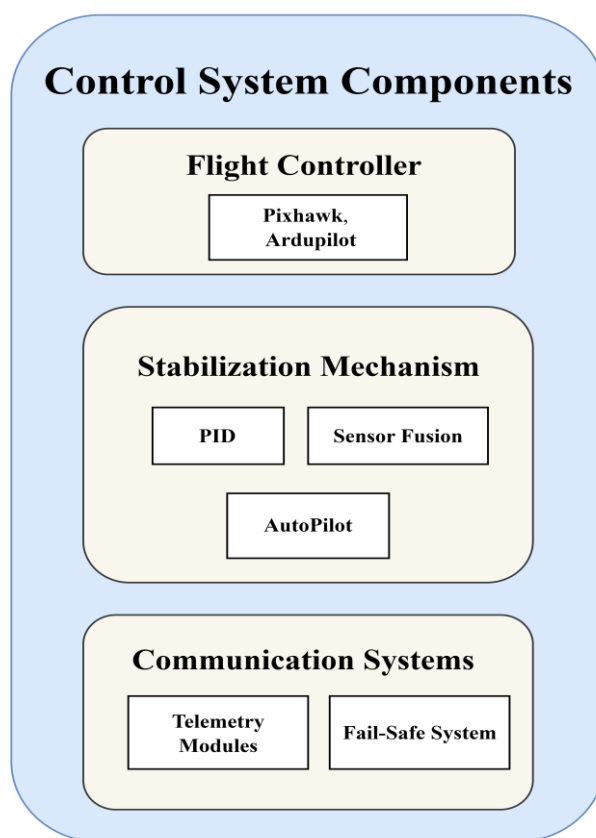 Control System Components
Flight Controller
Pixhawk,
Ardupilot
Stabilization Mechanism
PID
Sensor Fusion
AutoPilot
Communication Systems
Telemetry
Modules
Fail-Safe System